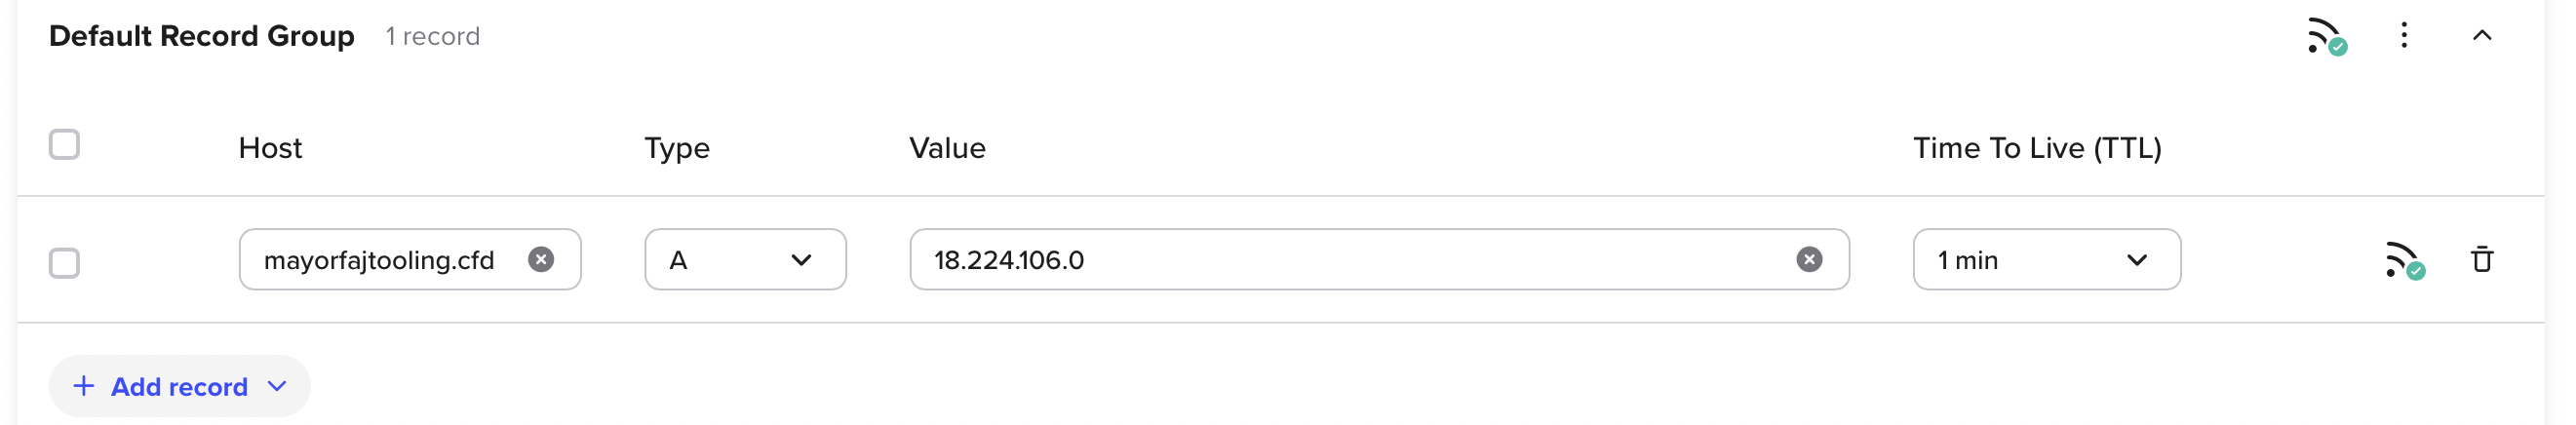 Default Record Group 1 record
Host Type Value Time To Live (TTL)
mayorfajtooling.cfd A 18.224.106.0 1 min
Add record